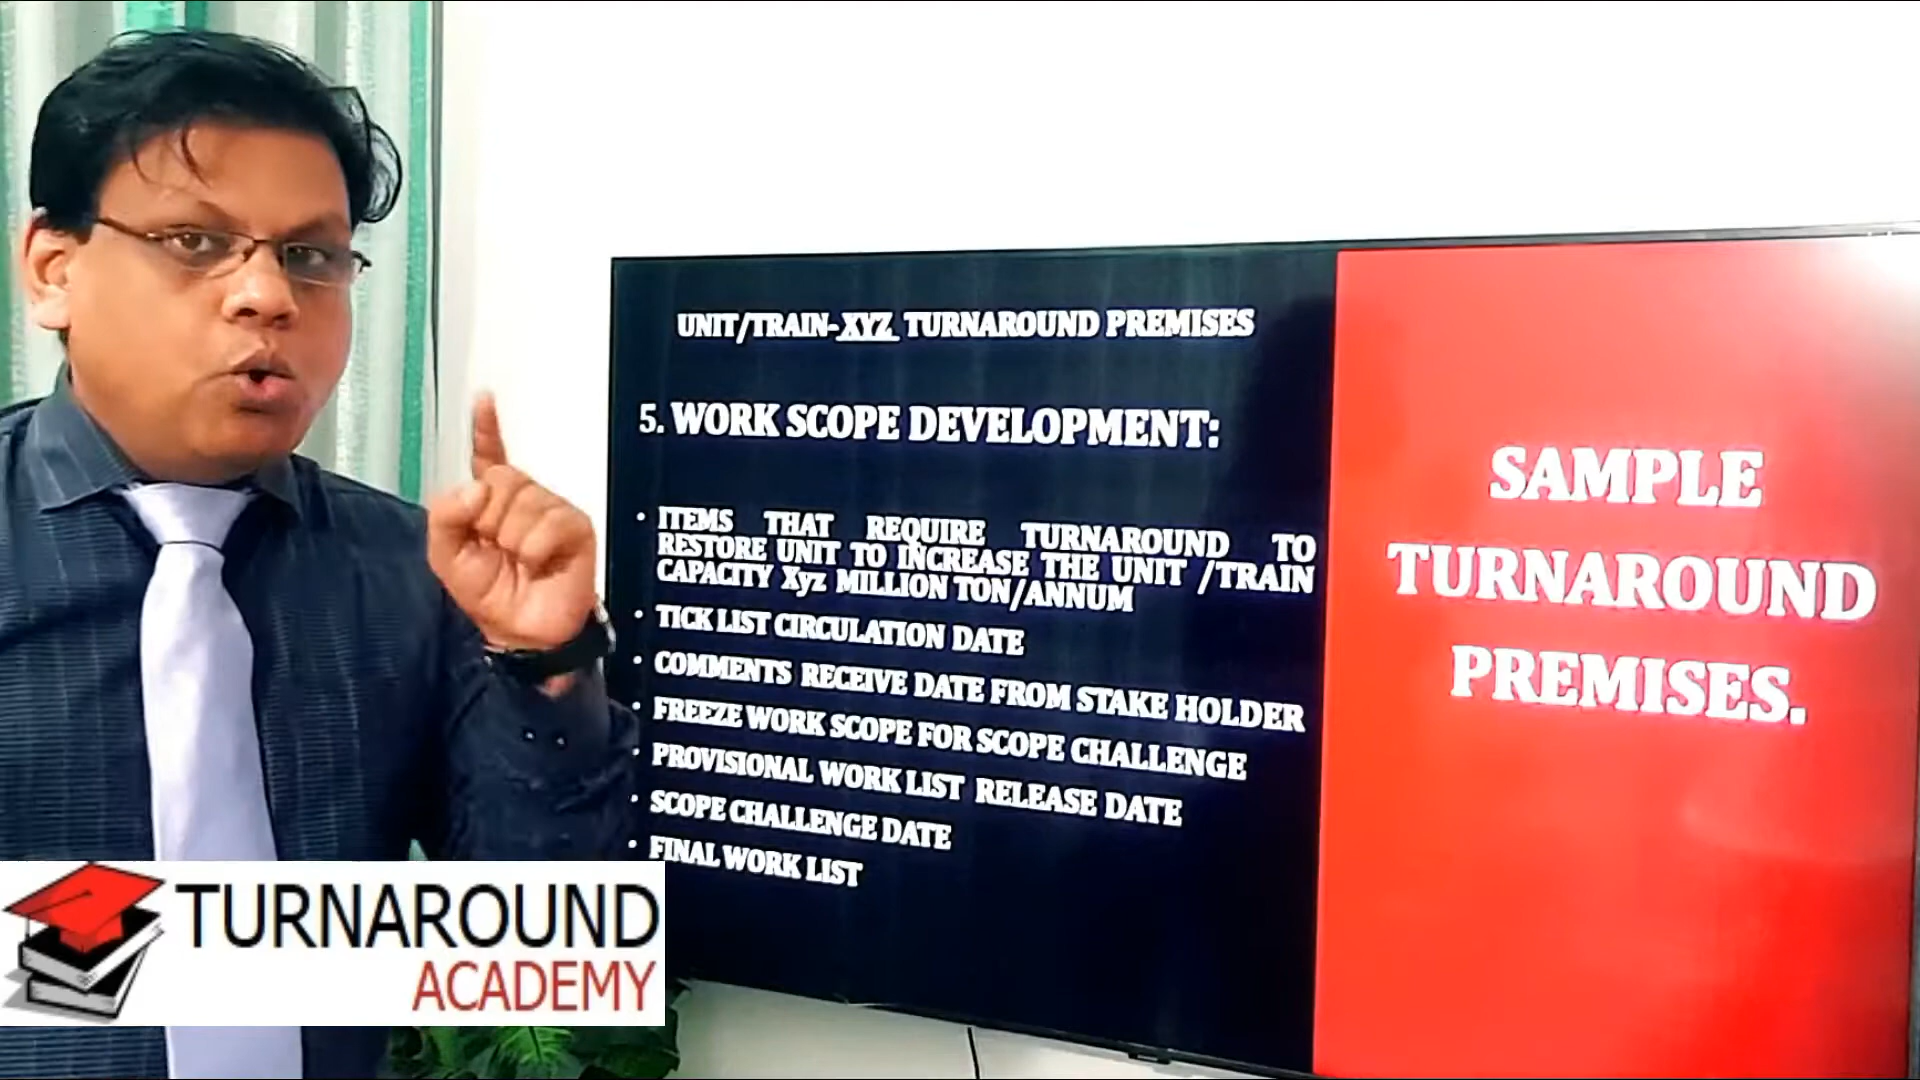 UNIT/TRAIN-XYZ TURNAROUND PREMISES
5. WORK SCOPE DEVELOPMENT:
• ITEMS THAT REQUIRE TURNAROUND TO
RESTORE UNIT TO INCREASE THE UNIT /TRAIN
CAPACITY Xyz MILLION TON/ANNUM
• TICK LIST CIRCULATION DATE
• COMMENTS RECEIVE DATE FROM STAKE HOLDER
• FREEZE WORK SCOPE FOR SCOPE CHALLENGE
• PROVISIONAL WORK LIST RELEASE DATE
• SCOPE CHALLENGE DATE
• FINAL WORK LIST
SAMPLE
TURNAROUND
PREMISES.
TURNAROUND
ACADEMY